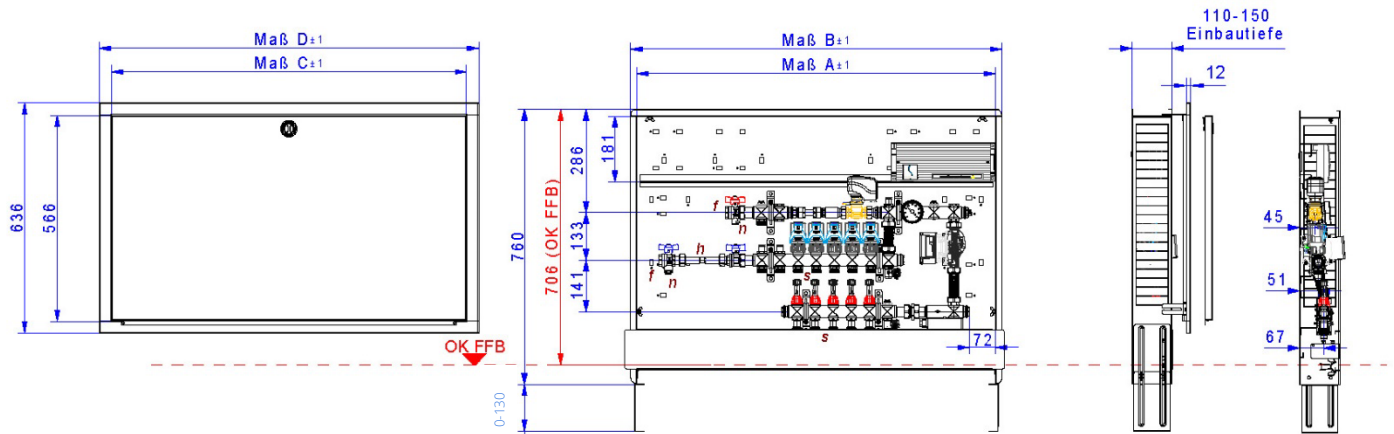 Maß D±1
Maß C±1
636
566
OK FFB
Maß B±1
Maß A±1
760
706 (OK FFB)
286
181
133
141
0-130
72
f
n
h
f
n
s
s
110-150
Einbautiefe
12
45
51
67